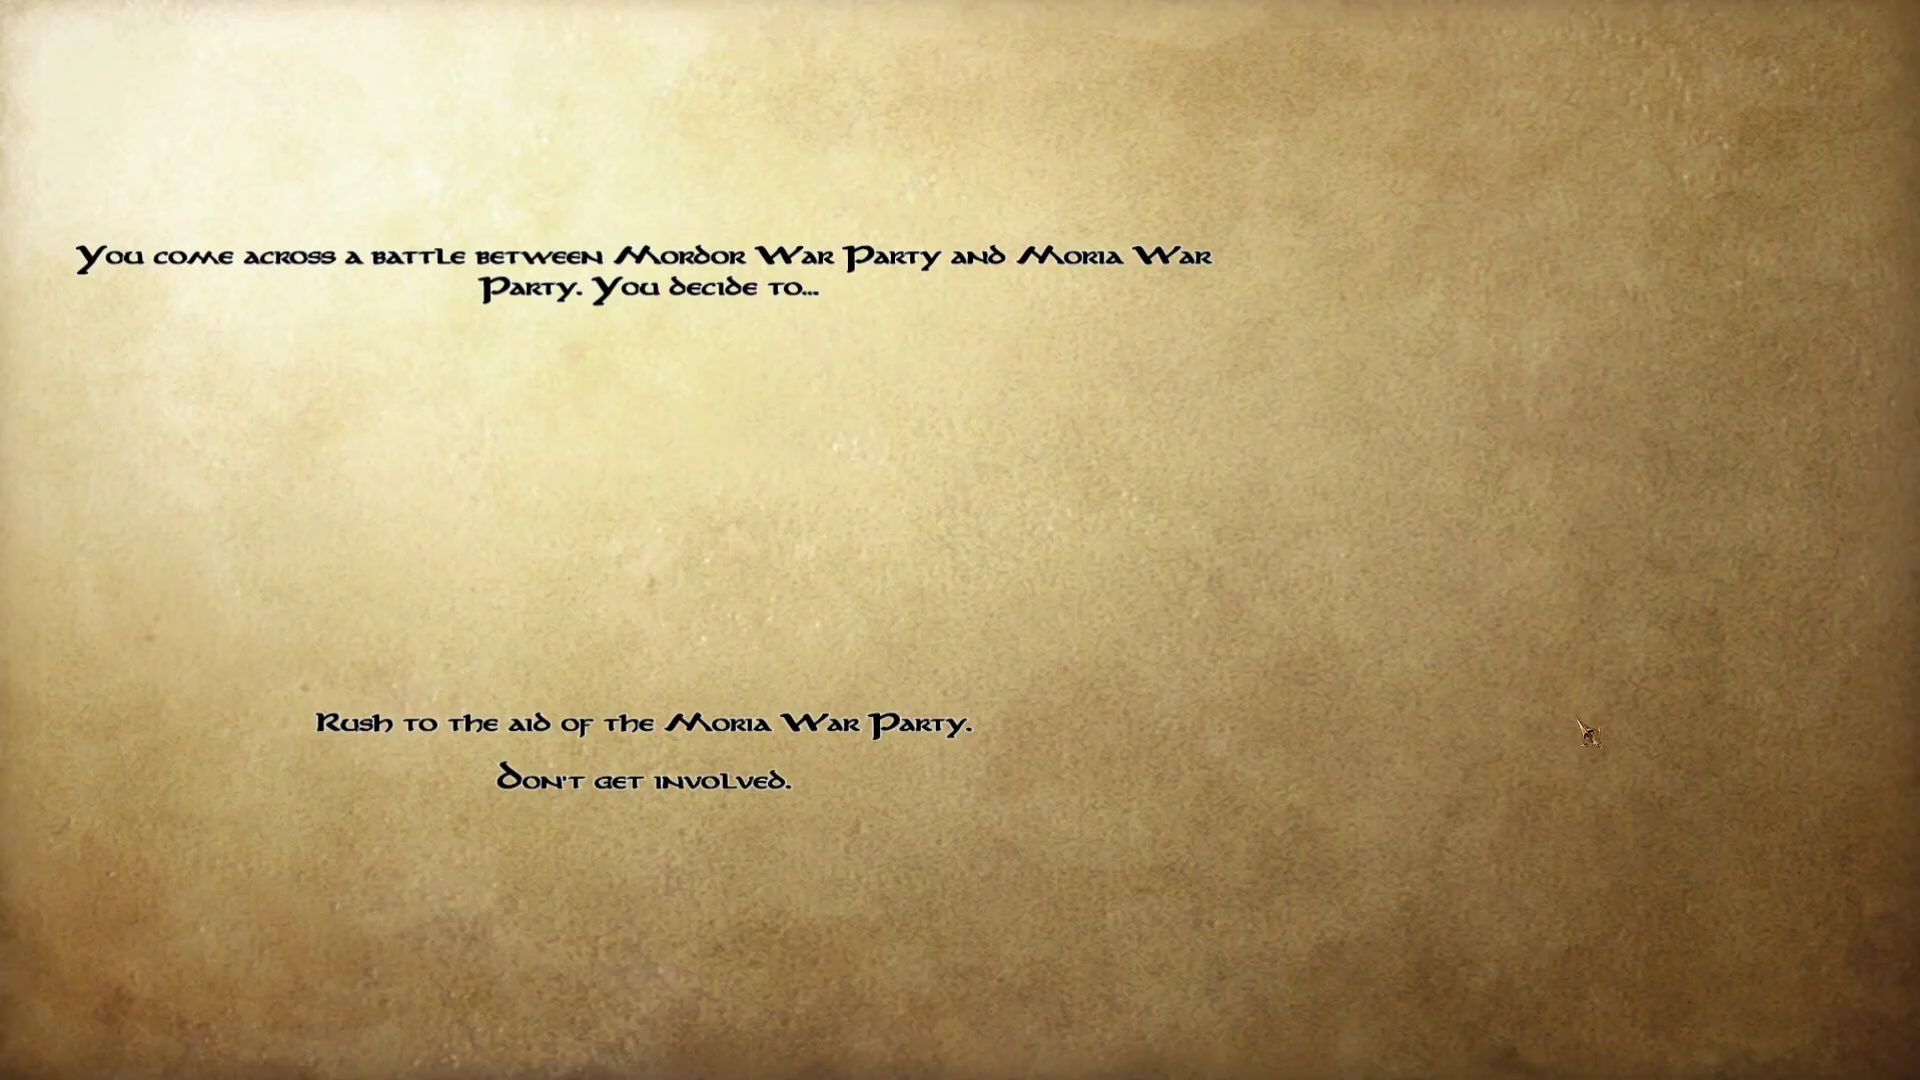 You come across a battle between Mordor War Party and Moria War
Party. You decide to...
Rush to the aid of the Moria War Party.
Don't get involved.